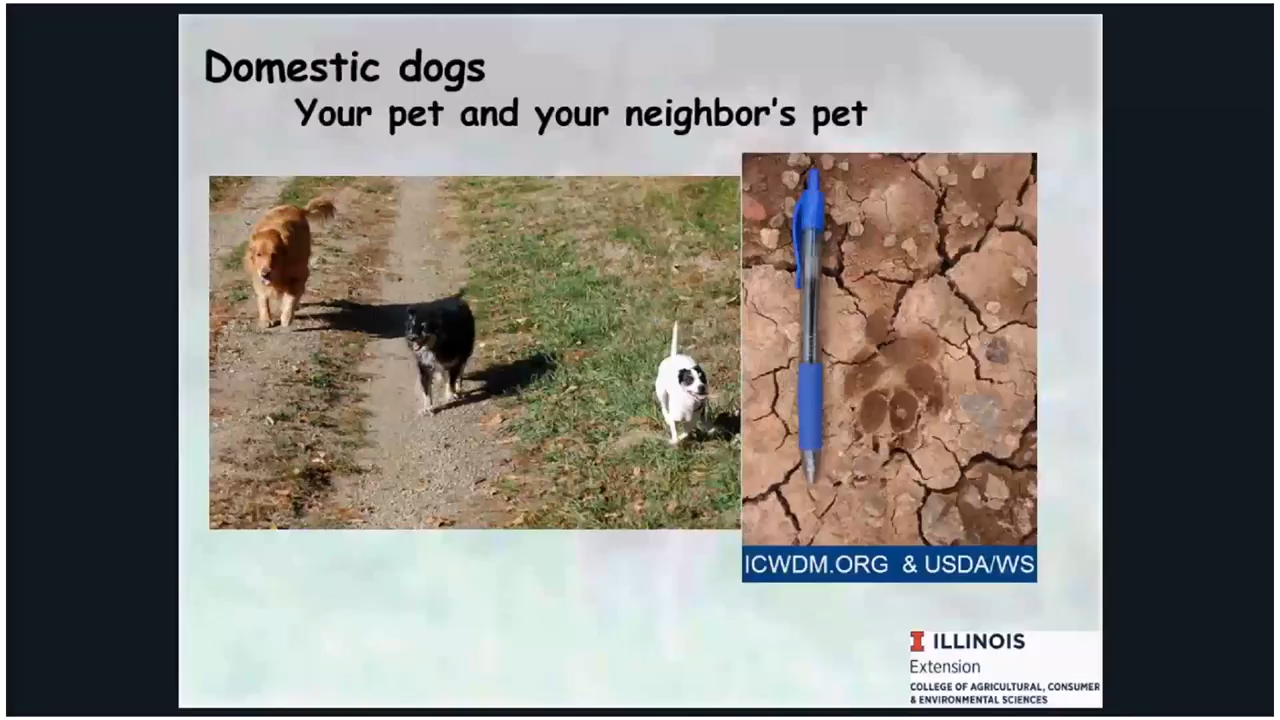 Domestic dogs
Your pet and your neighbor's pet
ICWDM.ORG & USDA/WS
I ILLINOIS
Extension
COLLEGE OF AGRICULTURAL, CONSUMER
& ENVIRONMENTAL SCIENCES